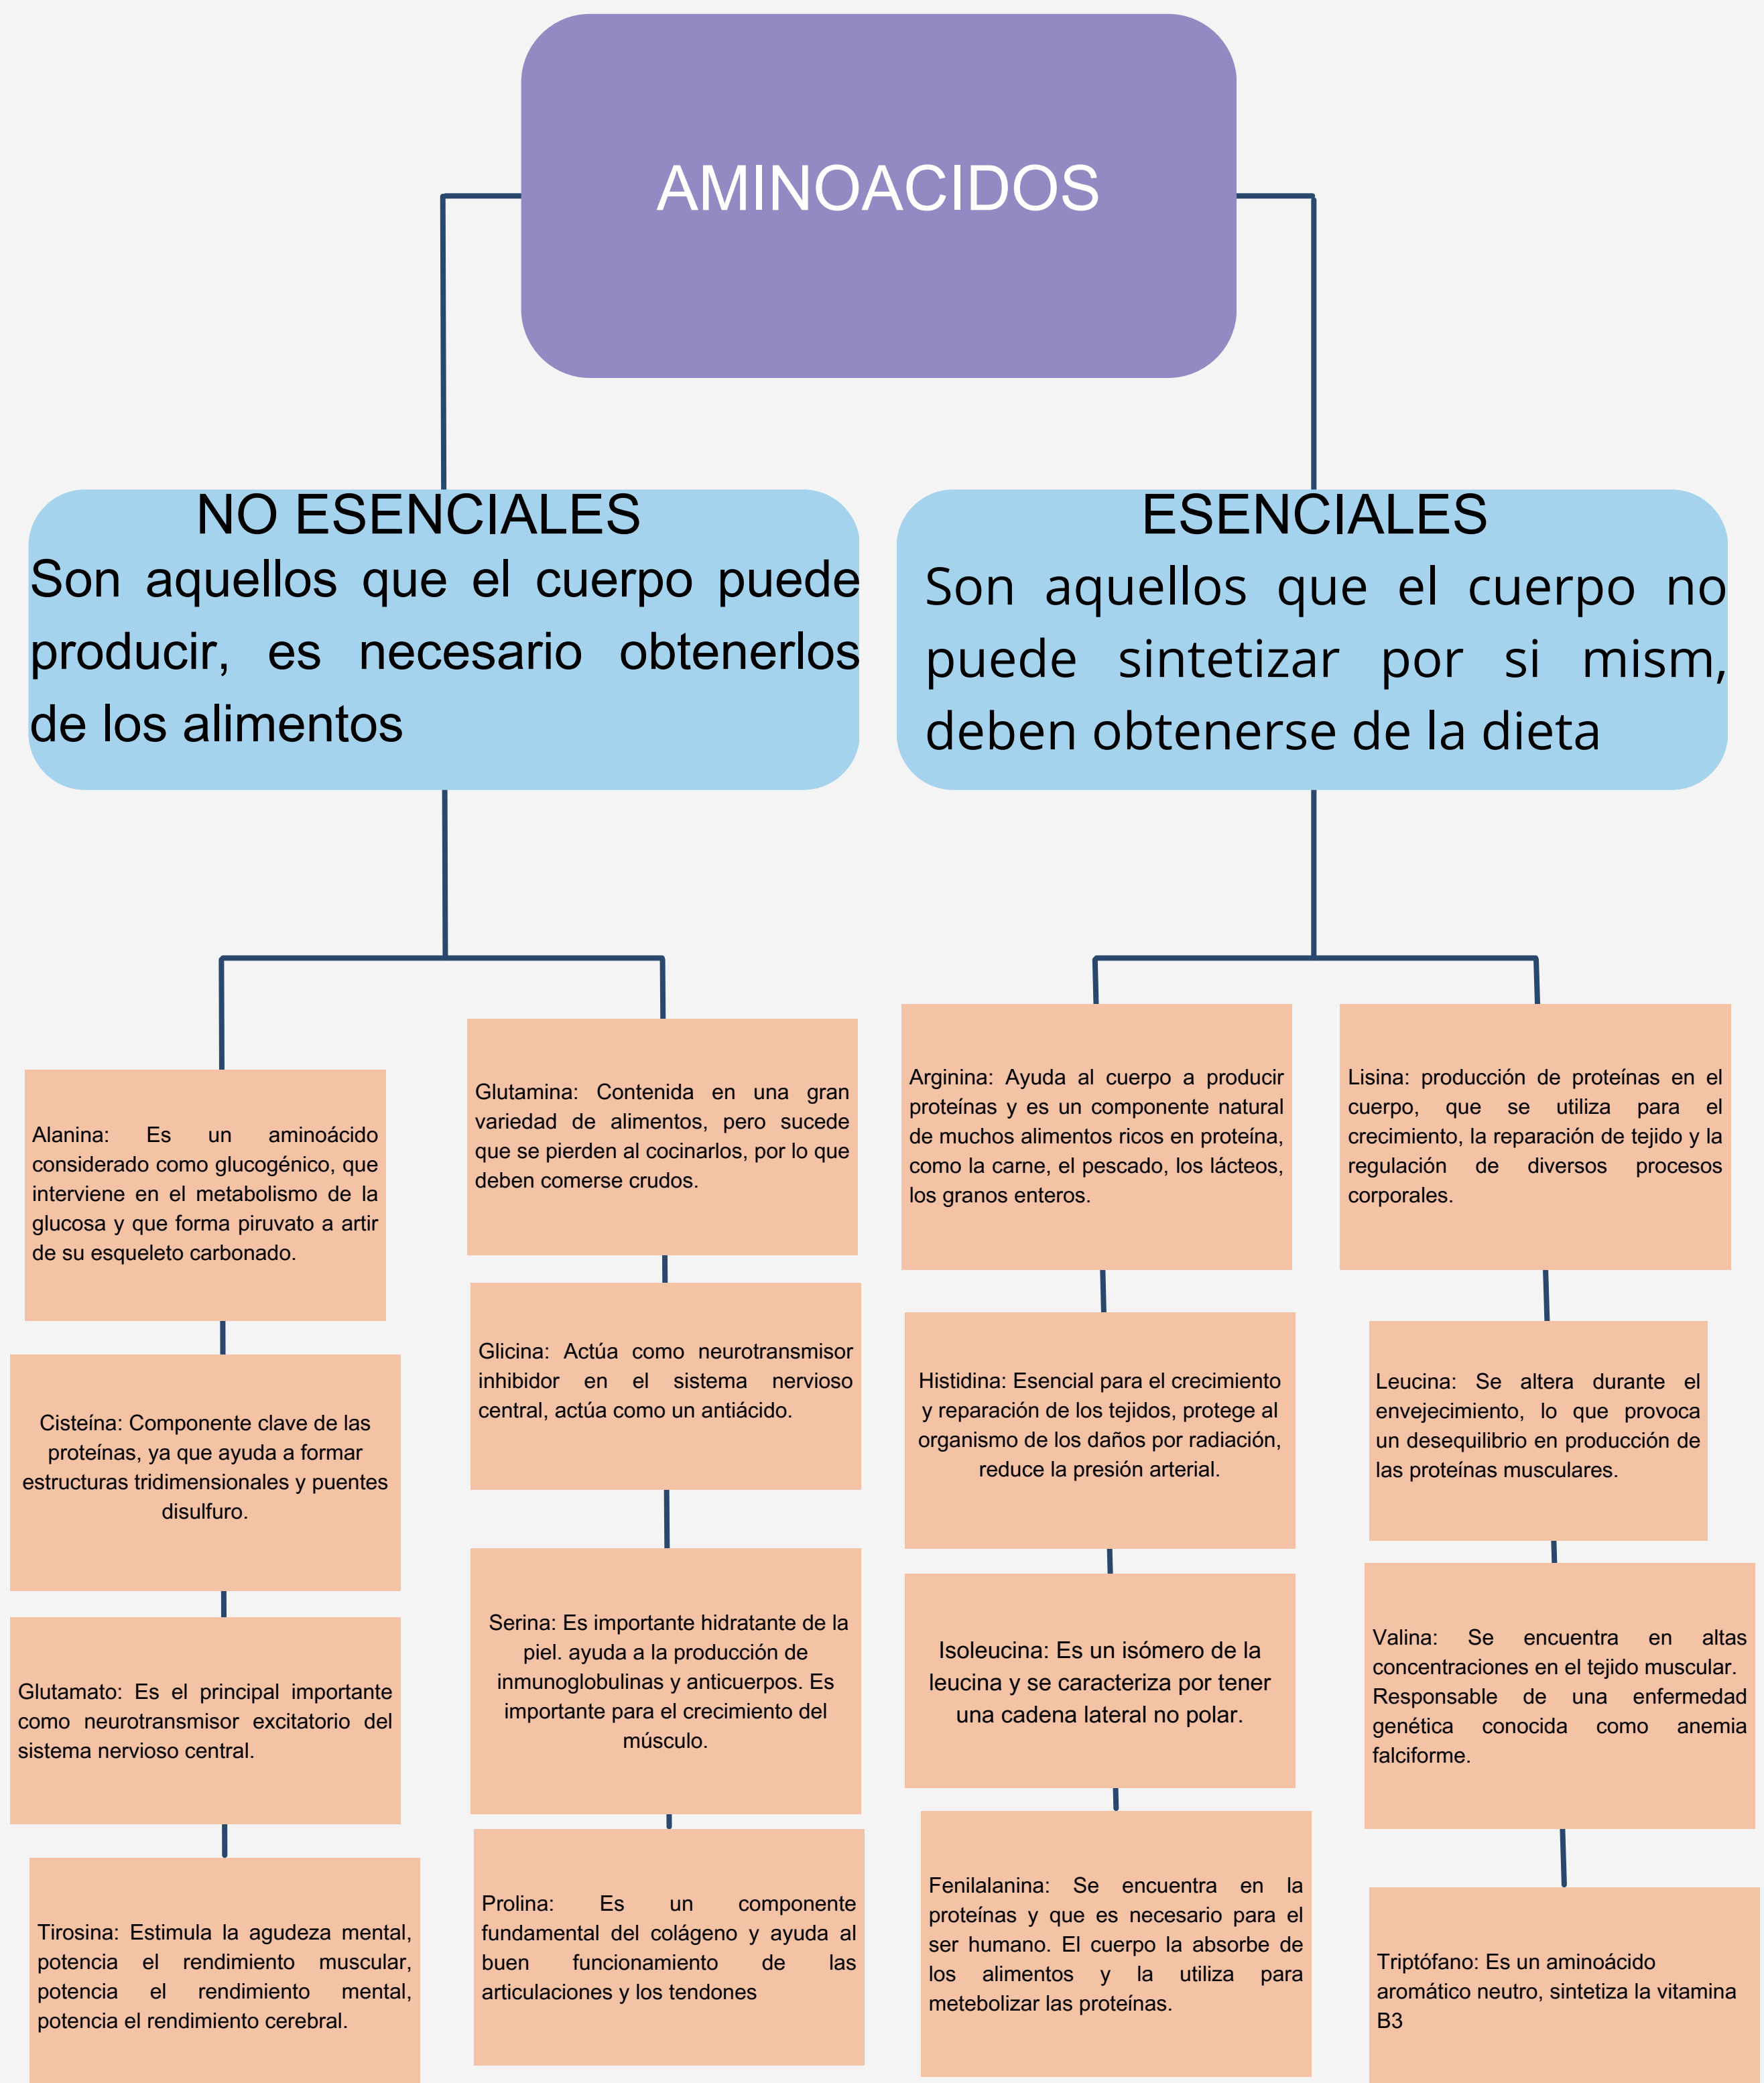 AMINOACIDOS
NO ESENCIALES
Son aquellos que el cuerpo puede
producir, es necesario obtenerlos
de los alimentos
ESENCIALES
Son aquellos que el cuerpo no
puede sintetizar por si mism,
deben obtenerse de la dieta
Alanina: Es un aminoácido
considerado como glucogénico, que
interviene en el metabolismo de la
glucosa y que forma piruvato a artir
de su esqueleto carbonado.
Cisteína: Componente clave de las
proteínas, ya que ayuda a formar
estructuras tridimensionales y puentes
disulfuro.
Glutamato: Es el principal importante
como neurotransmisor excitatorio del
sistema nervioso central.
Tirosina: Estimula la agudeza mental,
potencia el rendimiento muscular,
potencia el rendimiento mental,
potencia el rendimiento cerebral.
Glutamina: Contenida en una gran
variedad de alimentos, pero sucede
que se pierden al cocinarlos, por lo que
deben comerse crudos.
Glicina: Actúa como neurotransmisor
inhibidor en el sistema nervioso
central, actúa como un antiácido.
Serina: Es importante hidratante de la
piel. ayuda a la producción de
inmunoglobulinas y anticuerpos. Es
importante para el crecimiento del
músculo.
Prolina: Es un componente
fundamental del colágeno y ayuda al
buen funcionamiento de las
articulaciones y los tendones
Arginina: Ayuda al cuerpo a producir
proteínas y es un componente natural
de muchos alimentos ricos en proteína,
como la carne, el pescado, los lácteos,
los granos enteros.
Histidina: Esencial para el crecimiento
y reparación de los tejidos, protege al
organismo de los daños por radiación,
reduce la presión arterial.
Isoleucina: Es un isómero de la
leucina y se caracteriza por tener
una cadena lateral no polar.
Fenilalanina: Se encuentra en la
proteínas y que es necesario para el
ser humano. El cuerpo la absorbe de
los alimentos y la utiliza para
metebolizar las proteínas.
Lisina: producción de proteínas en el
cuerpo, que se utiliza para el
crecimiento, la reparación de tejido y la
regulación de diversos procesos
corporales.
Leucina: Se altera durante el
envejecimiento, lo que provoca
un desequilibrio en producción de
las proteínas musculares.
Valina: Se encuentra en altas
concentraciones en el tejido muscular.
Responsable de una enfermedad
genética conocida como anemia
falciforme.
Triptófano: Es un aminoácido
aromático neutro, sintetiza la vitamina
B3